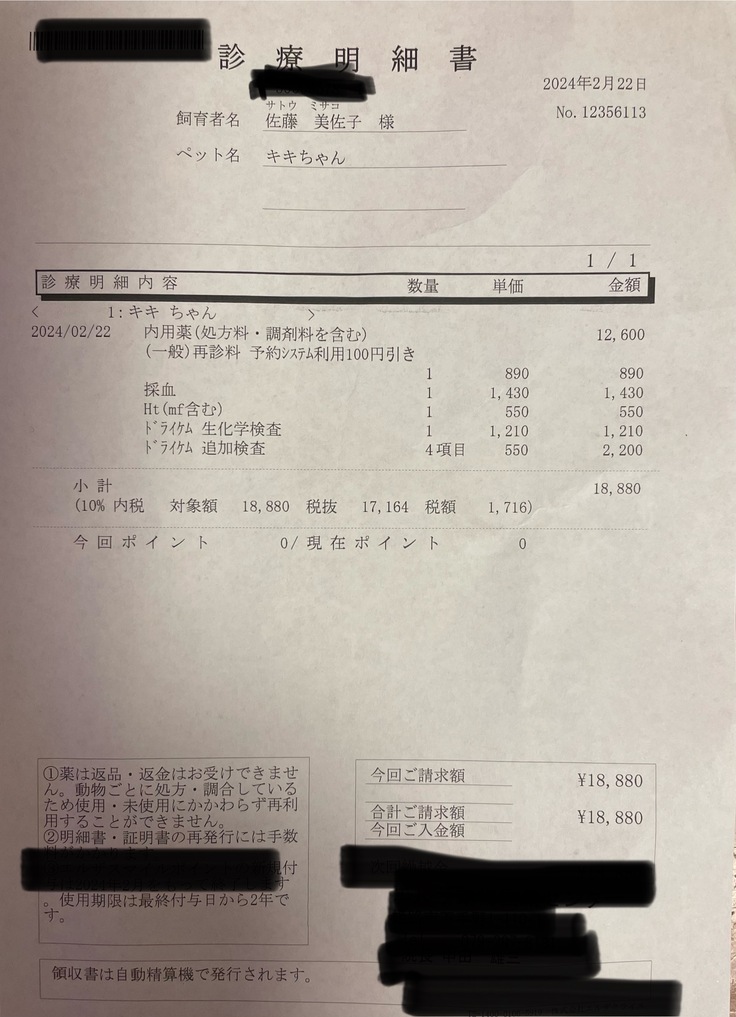 診療明細書
2024年2月22日
No.12356113
サトウ ミサコ
飼育者名 佐藤 美佐子 様
ペット名 キキちゃん
1 / 1
診療明細内容 数量 単価 金額
< 1:キキ ちゃん >
2024/02/22 内用薬(処方料・調剤料を含む) 12,600
(一般)再診料 予約ｼｽﾃﾑ利用100円引き
1 890 890
採血 1 1,430 1,430
Ht(mf含む) 1 550 550
ﾄﾞﾗｲｹﾑ 生化学検査 1 1,210 1,210
ﾄﾞﾗｲｹﾑ 追加検査 4項目 550 2,200
小計 18,880
(10% 内税 対象額 18,880 税抜 17,164 税額 1,716)
今回ポイント 0/現在ポイント 0
①薬は返品・返金はお受けできませ
ん。動物ごとに処方・調合している
ため使用・未使用にかかわらず再利
用することができません。
②明細書・証明書の再発行には手数
規付
す
。使用期限は最終付与日から2年で
す。
今回ご請求額 ¥18,880
合計ご請求額 ¥18,880
今回ご入金額
領収書は自動精算機で発行されます。